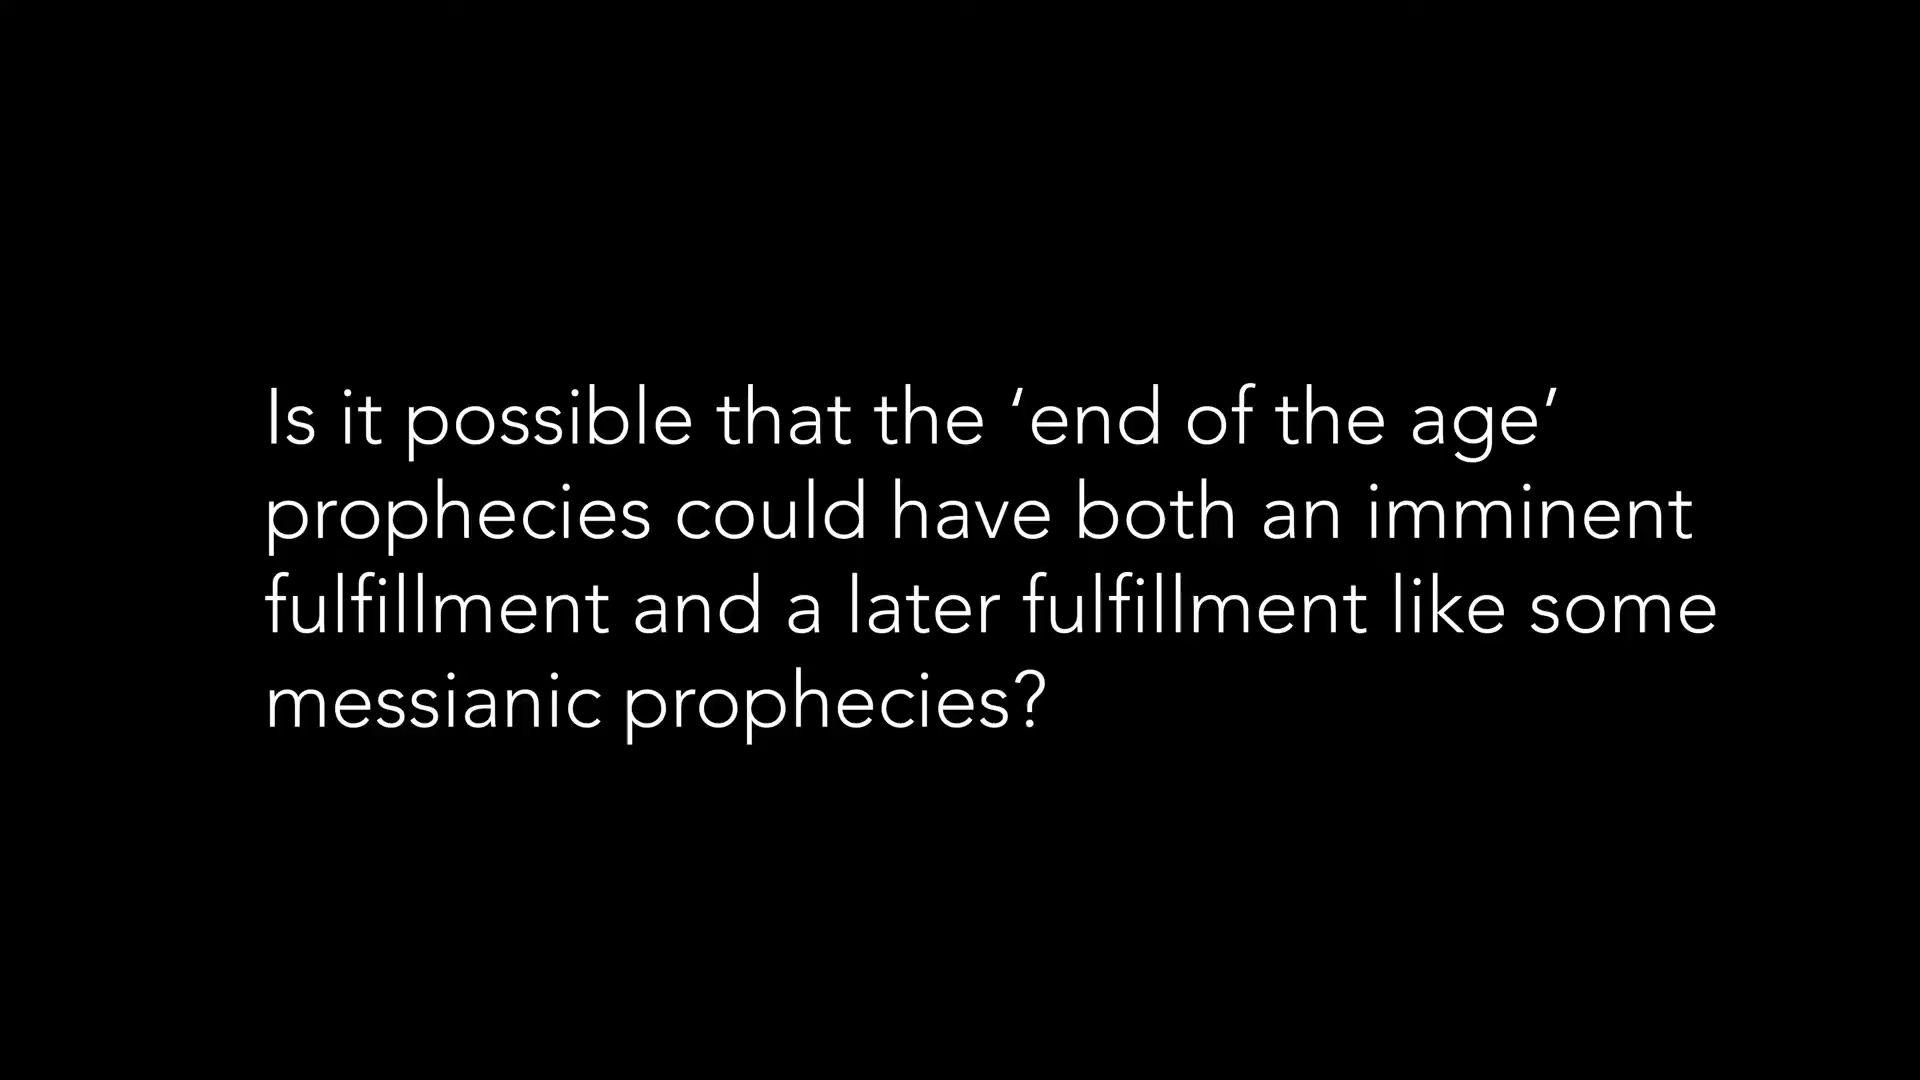 Is it possible that the ‘end of the age’
prophecies could have both an imminent
fulfillment and a later fulfillment like some
messianic prophecies?